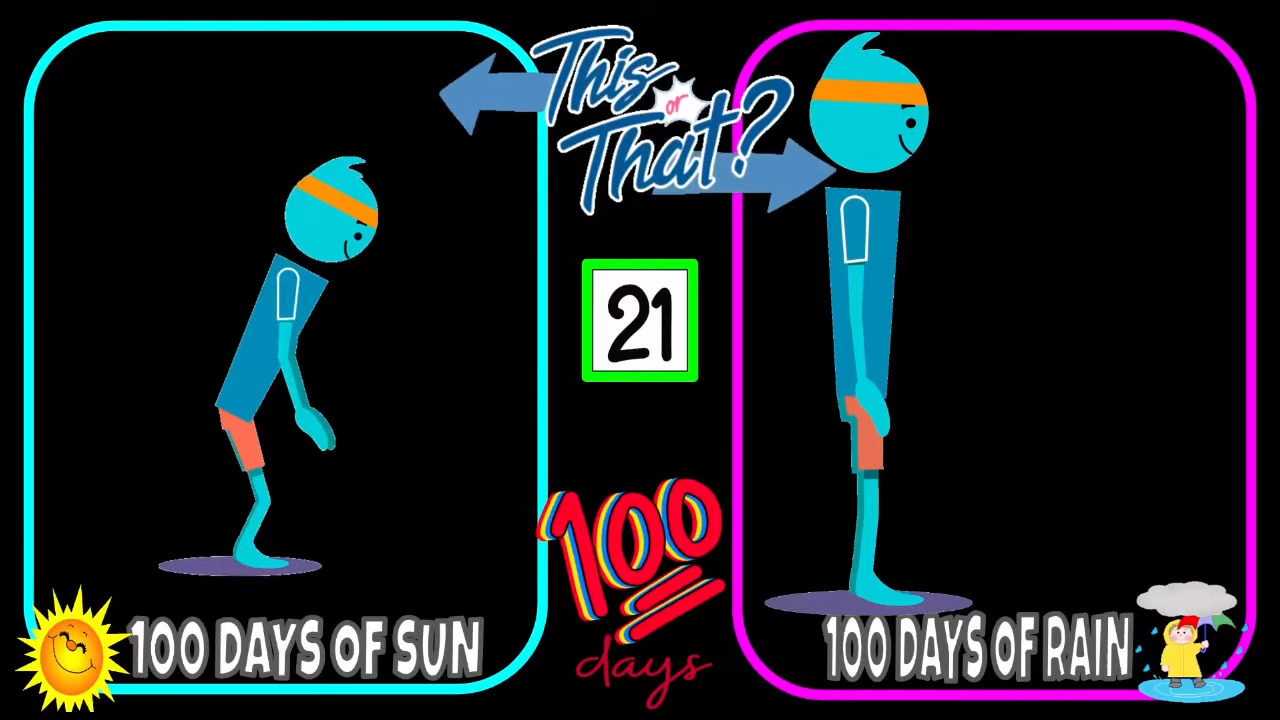 This
or
That?
21
100
days
100 DAYS OF SUN
100 DAYS OF RAIN